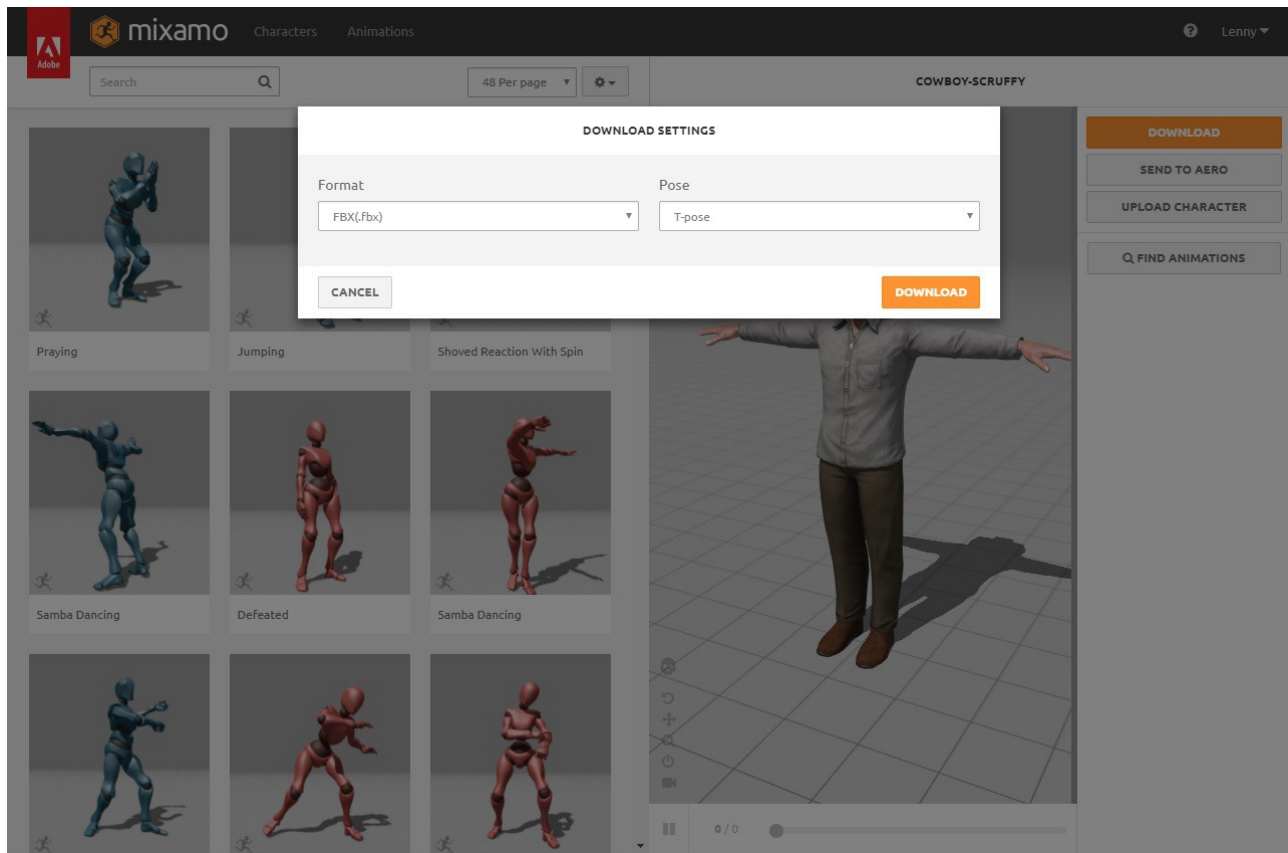 Adobe
mixamo
Characters
Animations
Lenny
Search
48 Per page
COWBOY-SCRUFFY
DOWNLOAD SETTINGS
Format
Pose
FBX(.fbx)
T-pose
CANCEL
DOWNLOAD
DOWNLOAD
SEND TO AERO
UPLOAD CHARACTER
FIND ANIMATIONS
Praying
Jumping
Shoved Reaction With Spin
Samba Dancing
Defeated
Samba Dancing
0 / 0